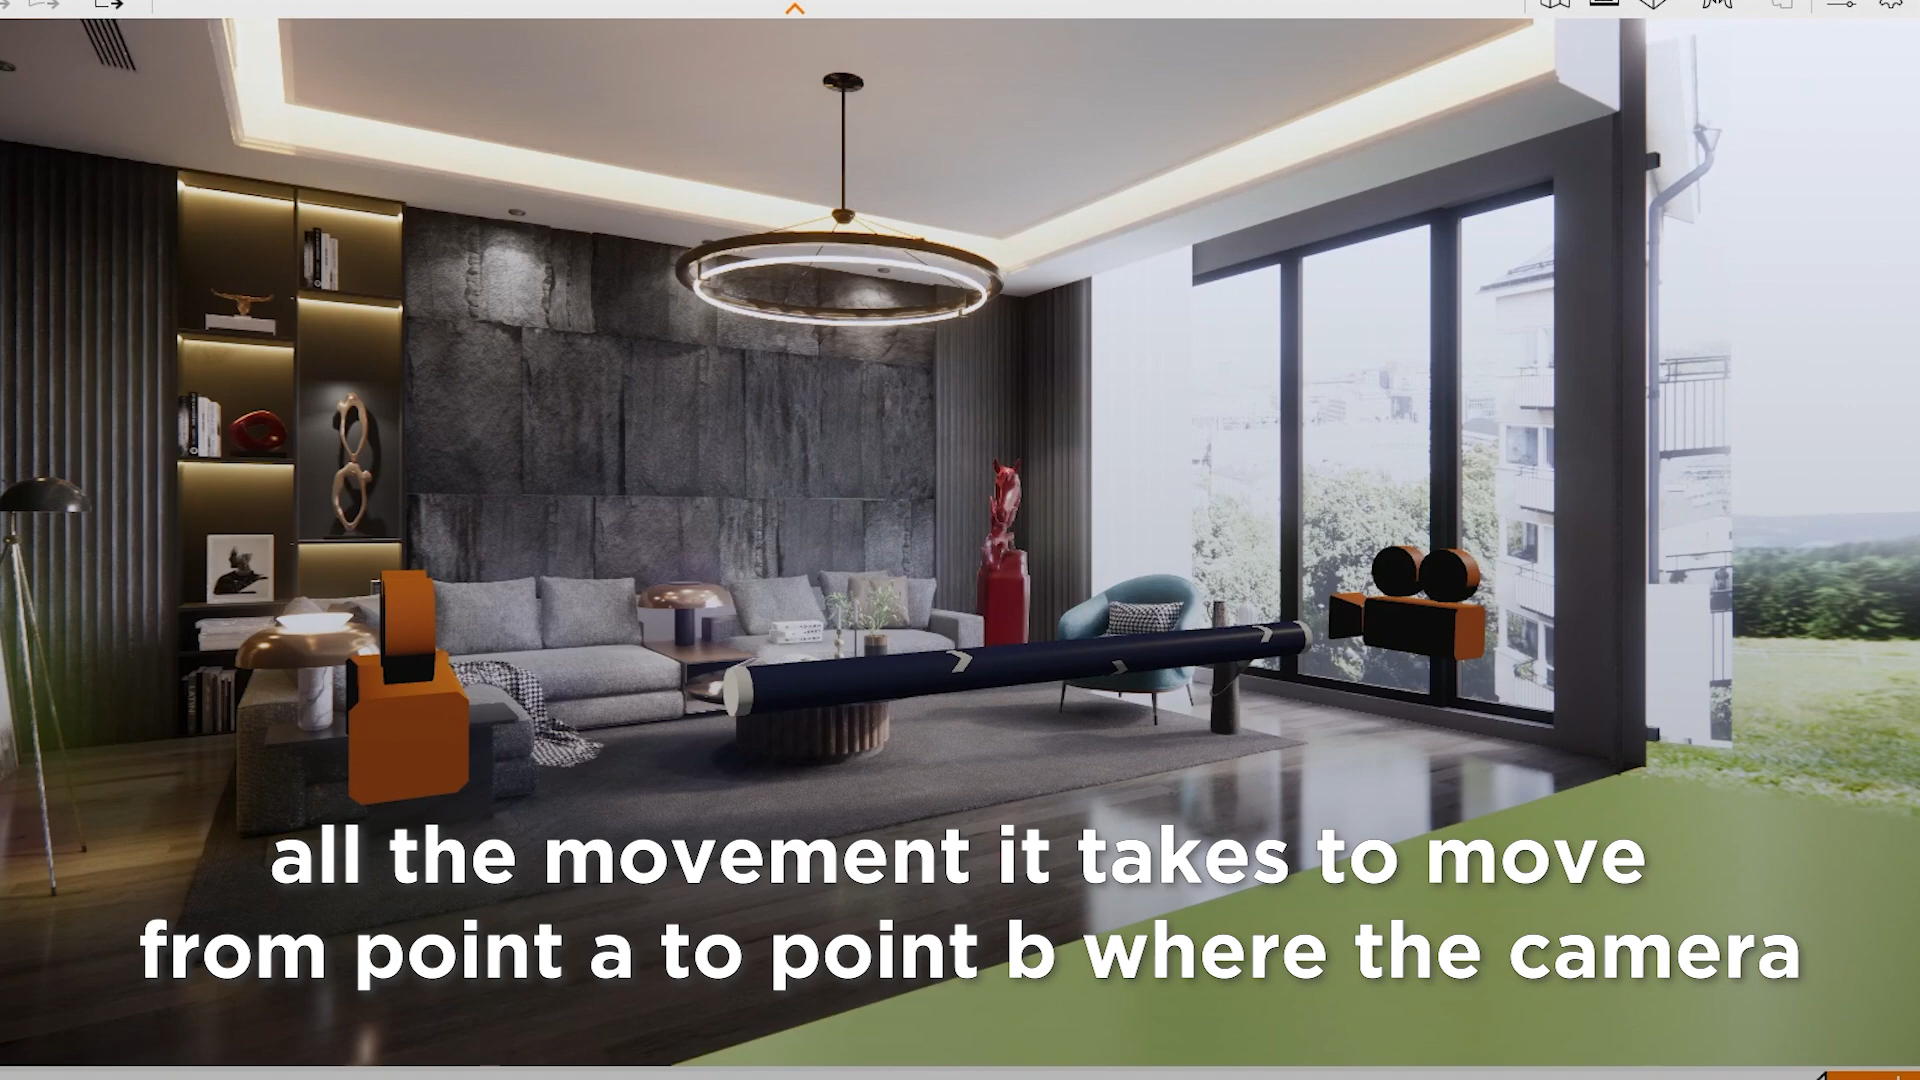 all the movement it takes to move
from point a to point b where the camera